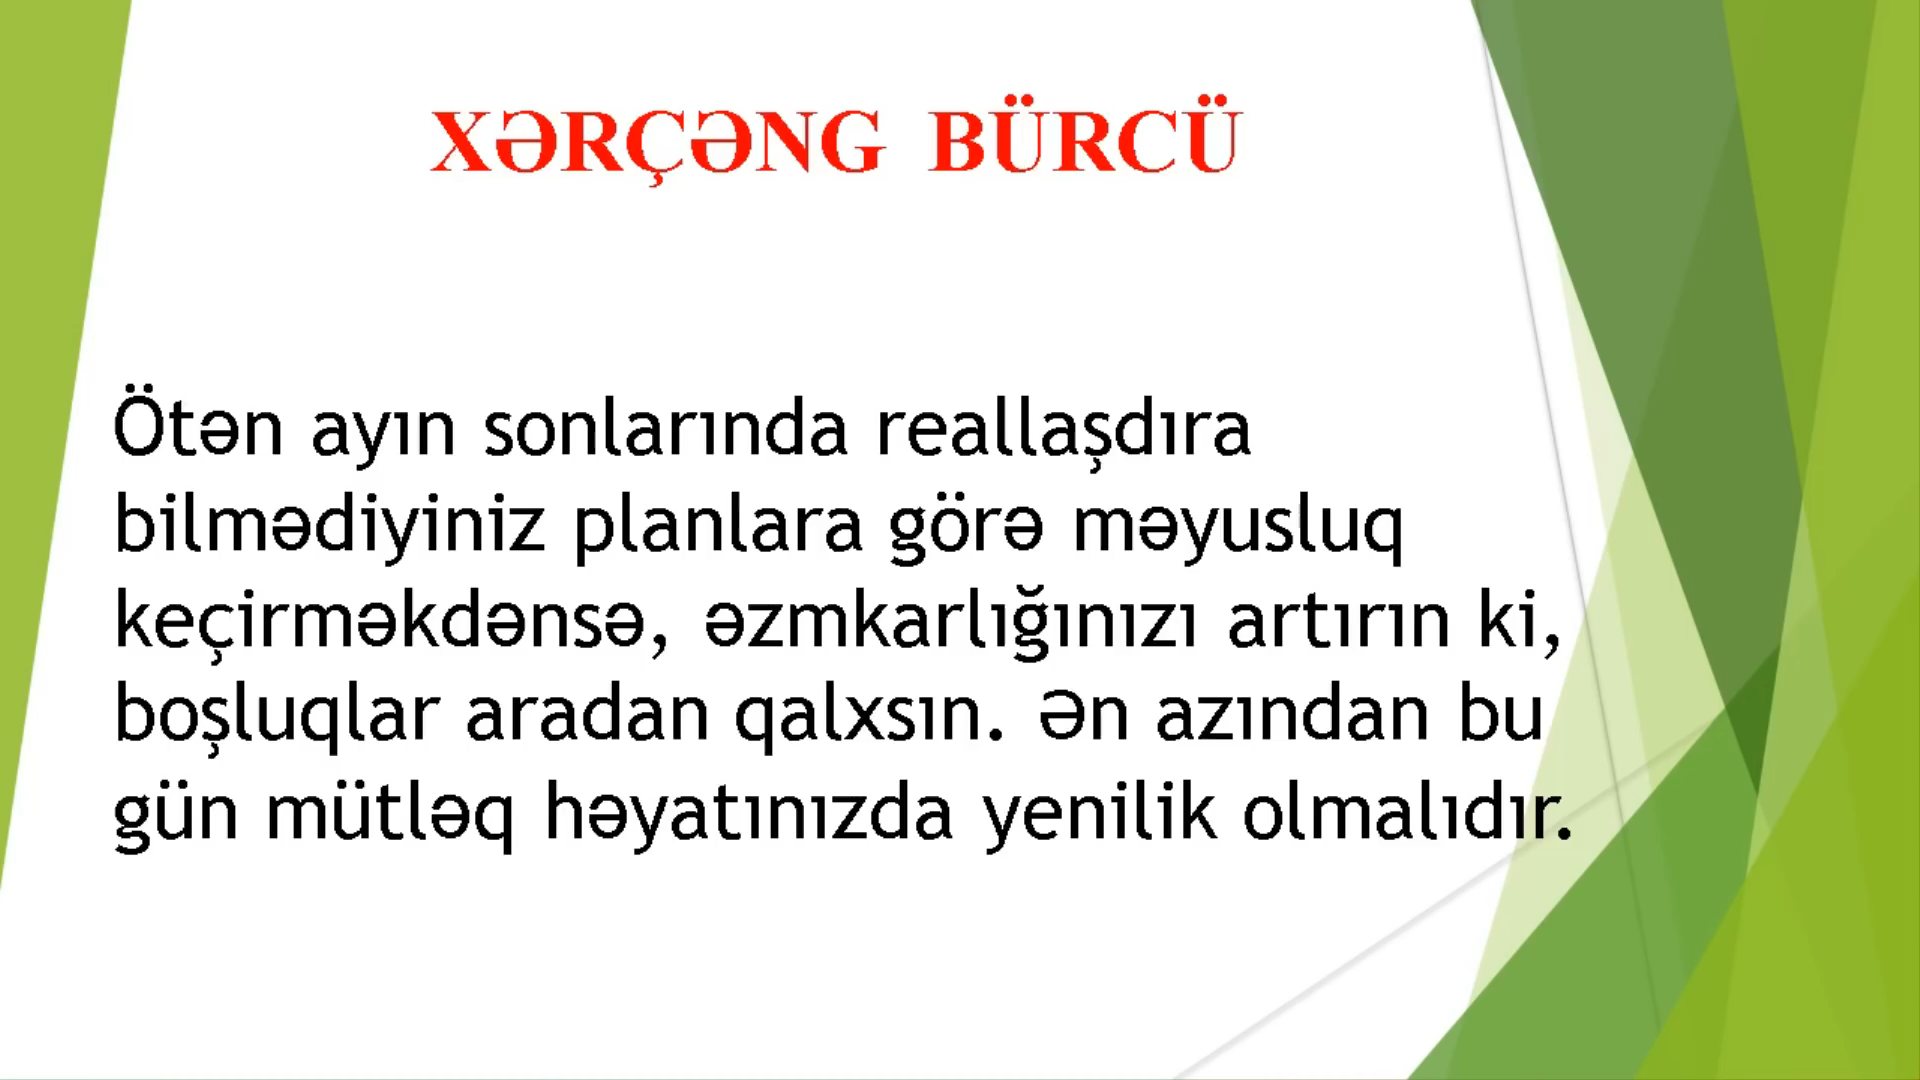 XƏRÇƏNG BÜRCÜ
Ötən ayın sonlarında reallaşdıra
bilmədiyiniz planlara görə məyusluq
keçirməkdənsə, əzmkarlığınızı artırın ki,
boşluqlar aradan qalxsın. Ən azından bu
gün mütləq həyatınızda yenilik olmalıdır.